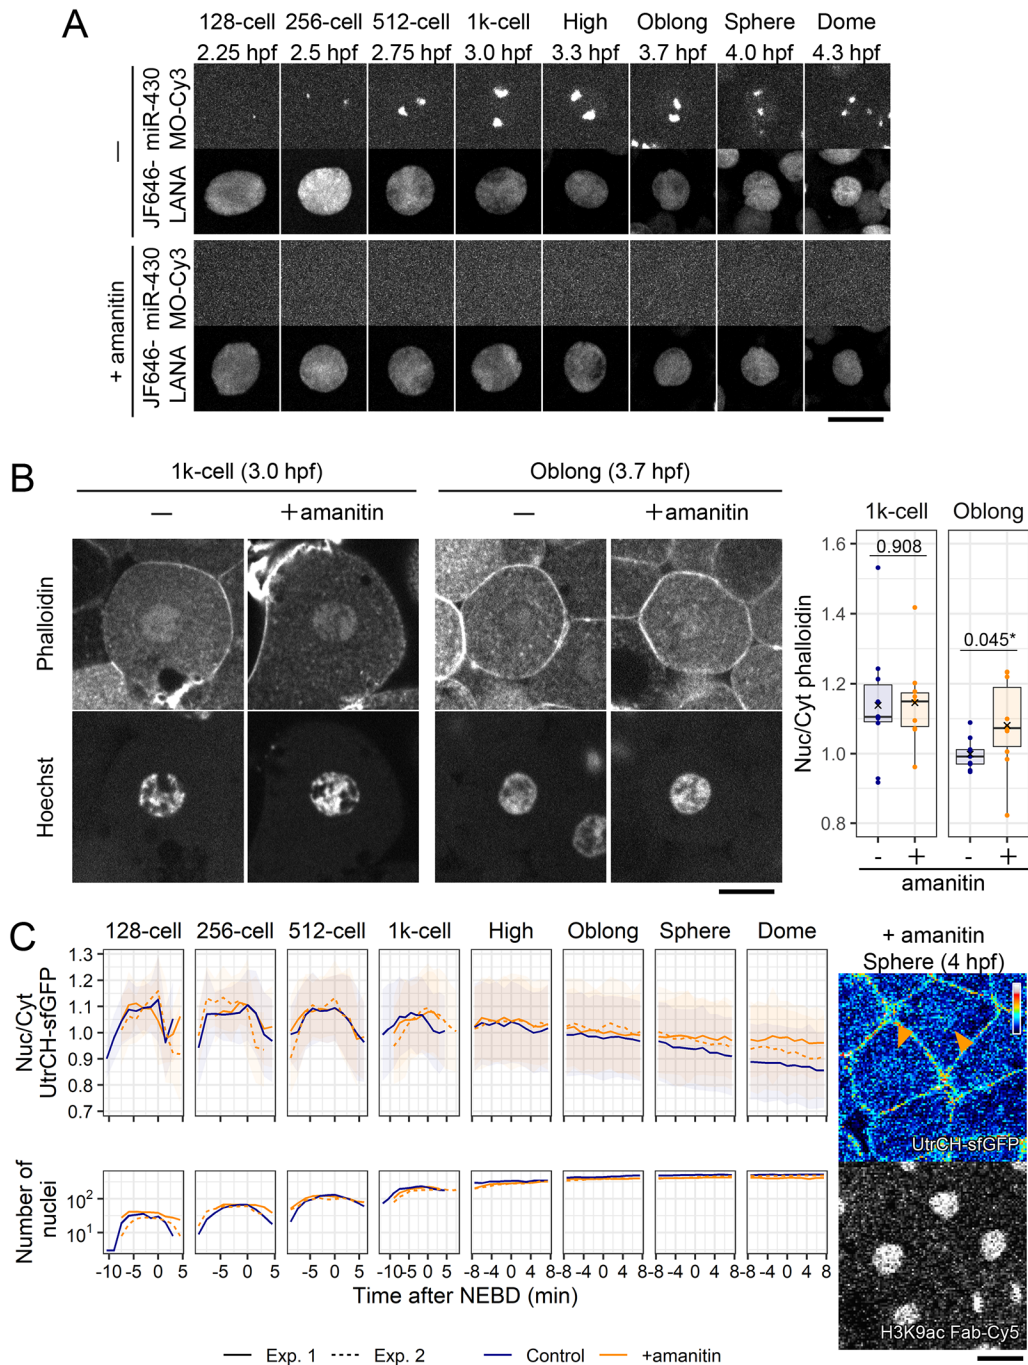 A
128-cell 256-cell 512-cell 1k-cell High Oblong Sphere Dome
2.25 hpf 2.5 hpf 2.75 hpf 3.0 hpf 3.3 hpf 3.7 hpf 4.0 hpf 4.3 hpf
—
miR-430
MO-Cy3
JF646-
LANA
+ amanitin
miR-430
MO-Cy3
JF646-
LANA
B
1k-cell (3.0 hpf) Oblong (3.7 hpf)
— +amanitin — +amanitin
Phalloidin
Hoechst
1k-cell Oblong
Nuc/Cyt phalloidin
1.6
1.4
1.2
1.0
0.8
0.908
0.045*
- + - +
amanitin
C
128-cell 256-cell 512-cell 1k-cell High Oblong Sphere Dome
Nuc/Cyt
UtrCH-sfGFP
1.3
1.2
1.1
1.0
0.9
0.8
0.7
Number of
nuclei
10²
10¹
-10 -5 0 5 -5 0 5 -5 0 5 -10 -5 0 5 -8 -4 0 4 8 -8 -4 0 4 8 -8 -4 0 4 8 -8 -4 0 4 8
Time after NEBD (min)
Exp. 1 Exp. 2 Control +amanitin
+ amanitin
Sphere (4 hpf)
UtrCH-sfGFP
H3K9ac Fab-Cy5